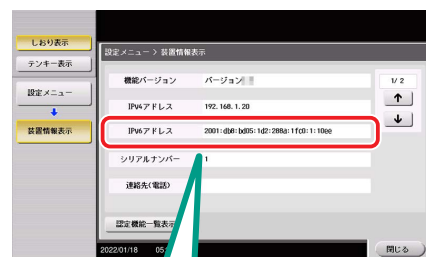 しおり表示
テンキー表示
設定メニュー
装置情報表示
設定メニュー > 装置情報表示
機能バージョン バージョン
1/ 2
IPv4アドレス 192. 168. 1. 20
IPv6アドレス 2001:db8:bd05:1d2:288a:1fc0:1:10ee
シリアルナンバー 1
連絡先(電話)
認定機能一覧表示
2022/01/18 05:
閉じる